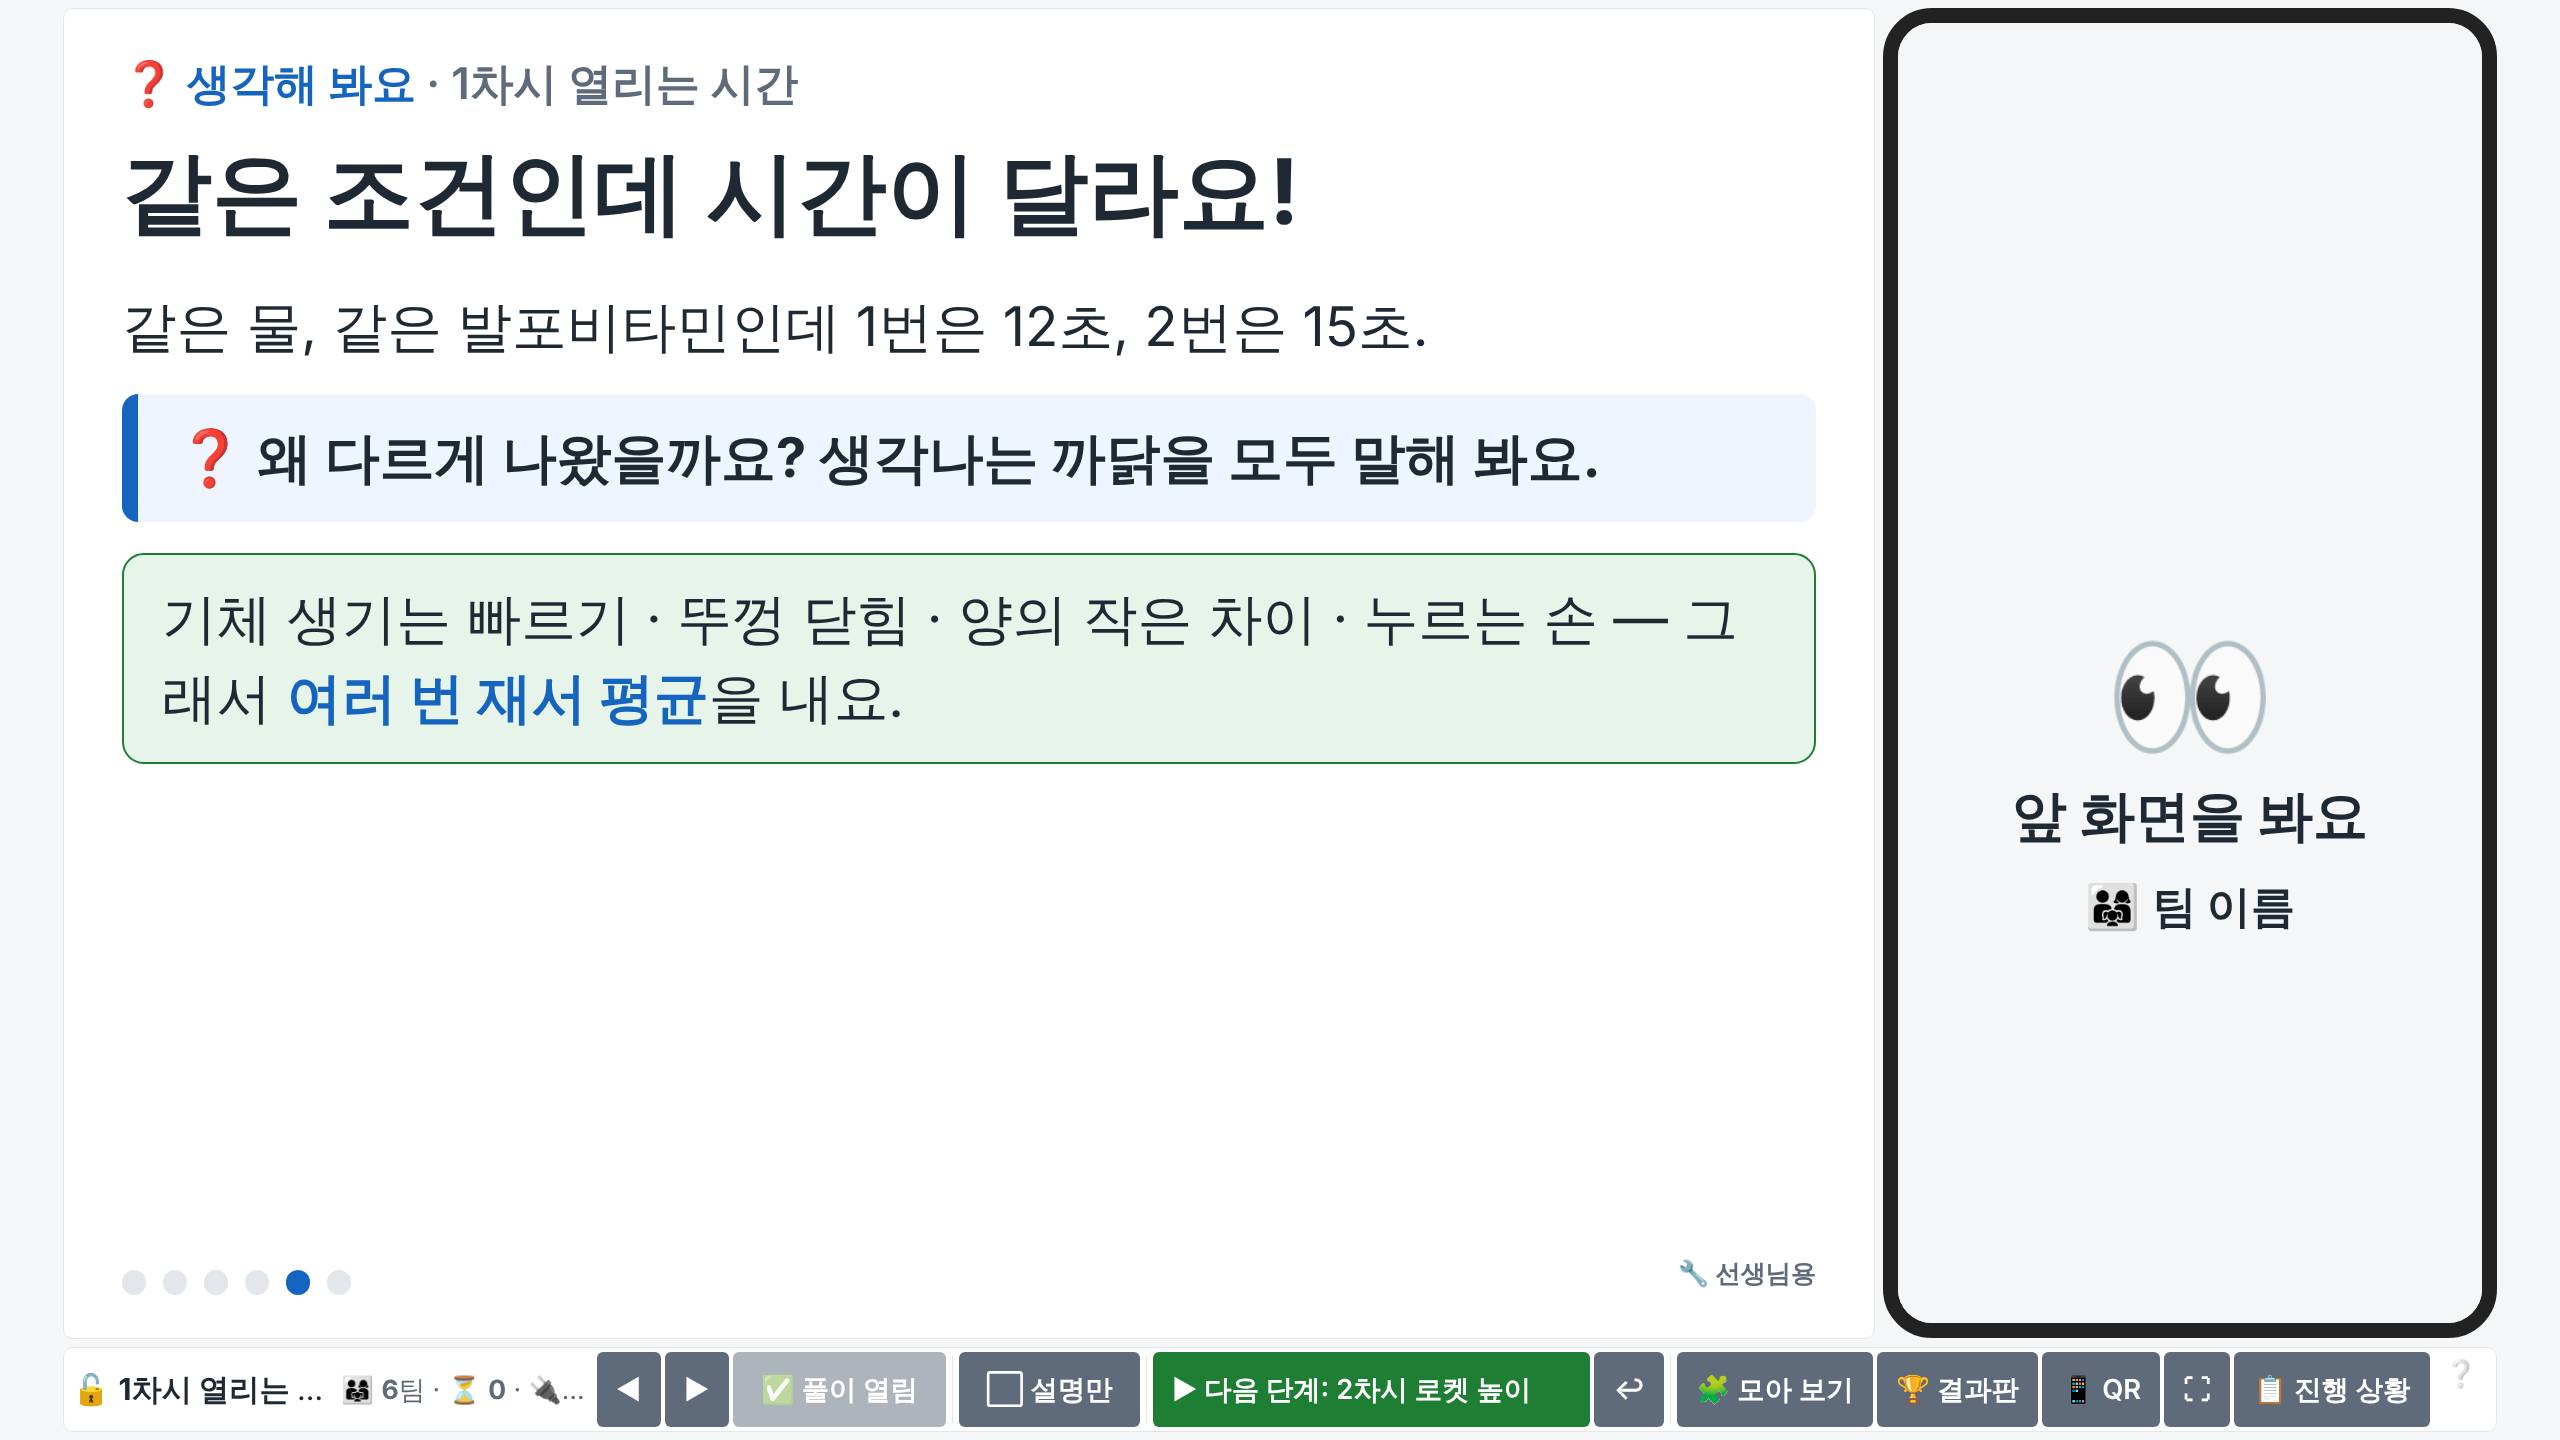 ❓ 생각해 봐요 · 1차시 열리는 시간
같은 조건인데 시간이 달라요!
같은 물, 같은 발포비타민인데 1번은 12초, 2번은 15초.
❓ 왜 다르게 나왔을까요? 생각나는 까닭을 모두 말해 봐요.
기체 생기는 빠르기 · 뚜껑 닫힘 · 양의 작은 차이 · 누르는 손 — 그
래서 여러 번 재서 평균을 내요.
🔧 선생님용
👀
앞 화면을 봐요
👨‍👩‍👧 팀 이름
🔓 1차시 열리는 ... 👨‍👩‍👧 6팀 · ⏳ 0 · 🔌... ◀ ▶ ✅ 풀이 열림 ⬜ 설명만 ▶ 다음 단계: 2차시 로켓 높이 ↩ 🧩 모아 보기 🏆 결과판 📱 QR ⛶ 📋 진행 상황 ❔